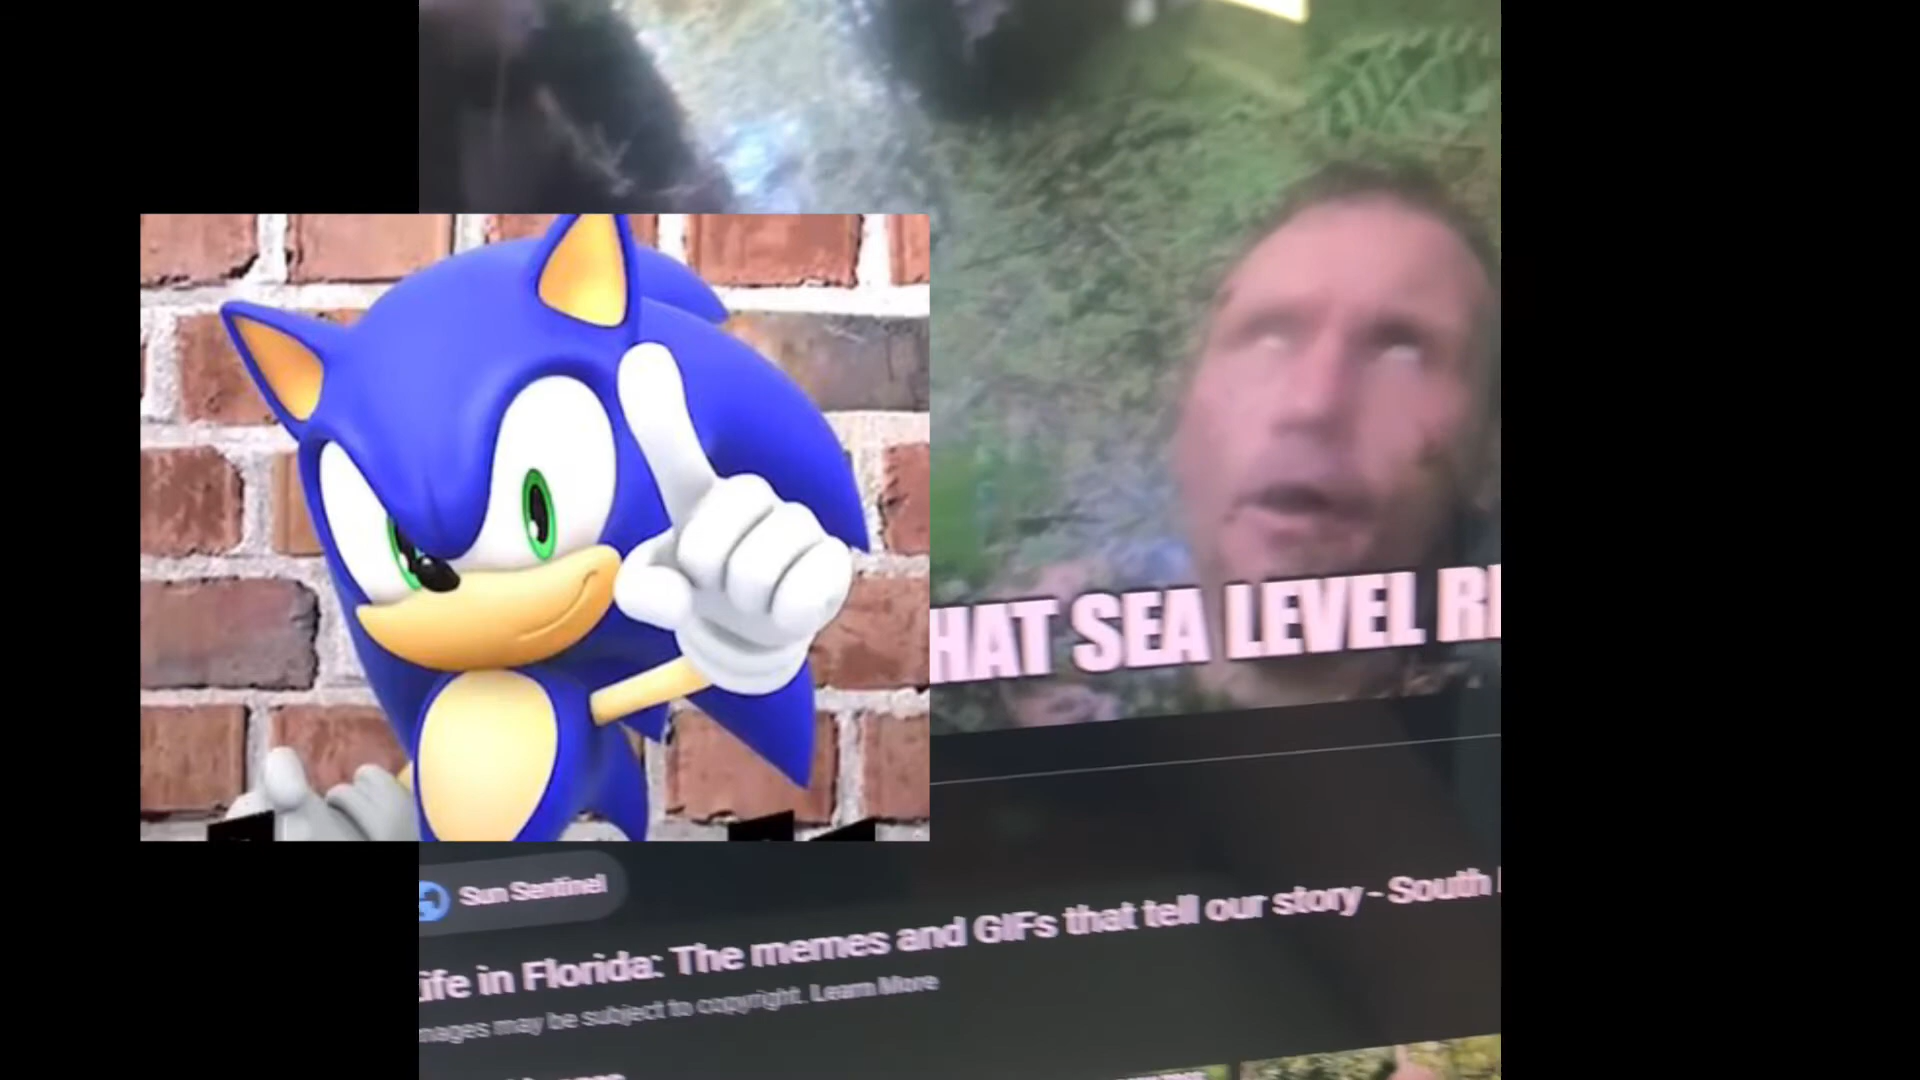 HAT SEA LEVEL
Sun Sentinel
ife in Florida: The memes and GIFs that tell our story - South
mages may be subject to copyright. Learn More